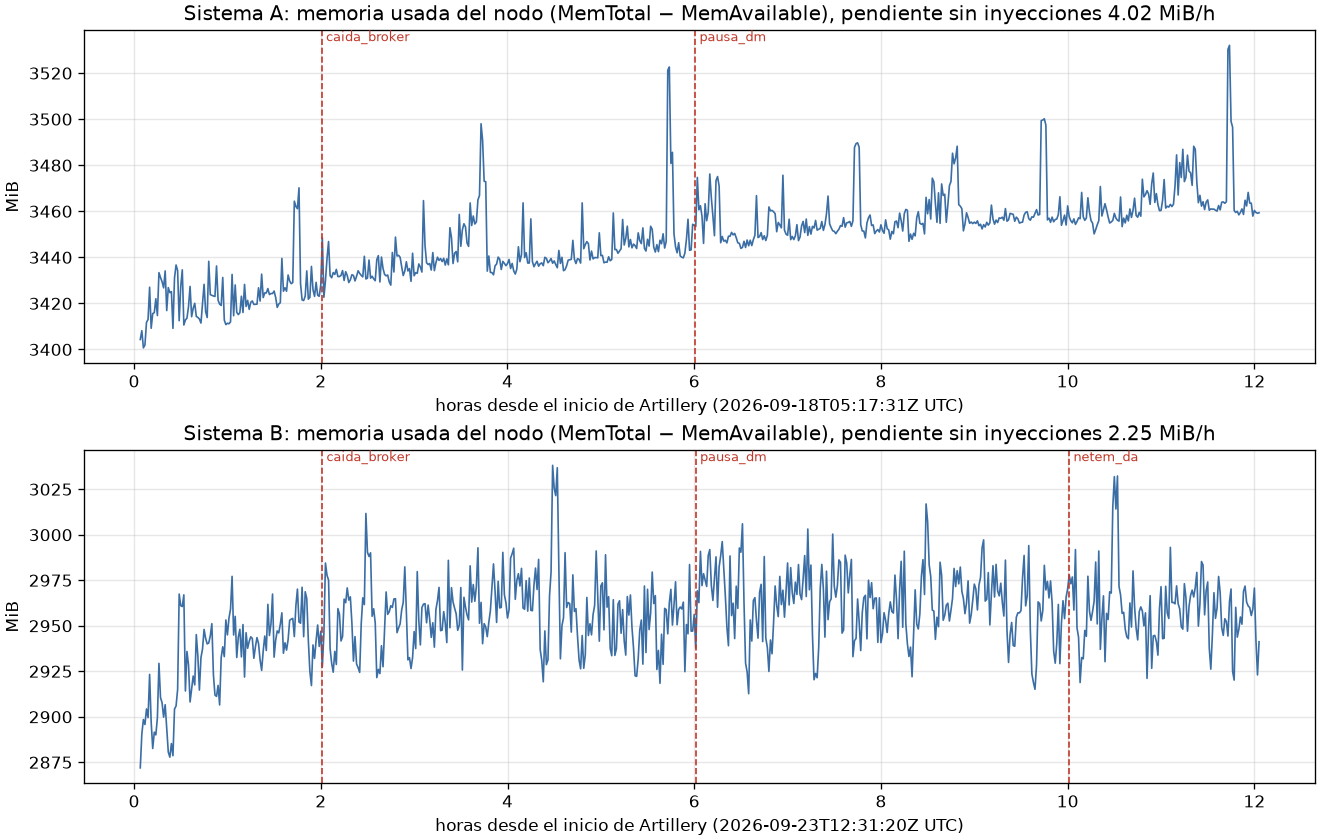 Sistema A: memoria usada del nodo (MemTotal − MemAvailable), pendiente sin inyecciones 4.02 MiB/h
caida_broker
pausa_dm
3520
3500
3480
3460
3440
3420
3400
MiB
0 2 4 6 8 10 12
horas desde el inicio de Artillery (2026-09-18T05:17:31Z UTC)
Sistema B: memoria usada del nodo (MemTotal − MemAvailable), pendiente sin inyecciones 2.25 MiB/h
caida_broker
pausa_dm
netem_da
3025
3000
2975
2950
2925
2900
2875
MiB
0 2 4 6 8 10 12
horas desde el inicio de Artillery (2026-09-23T12:31:20Z UTC)